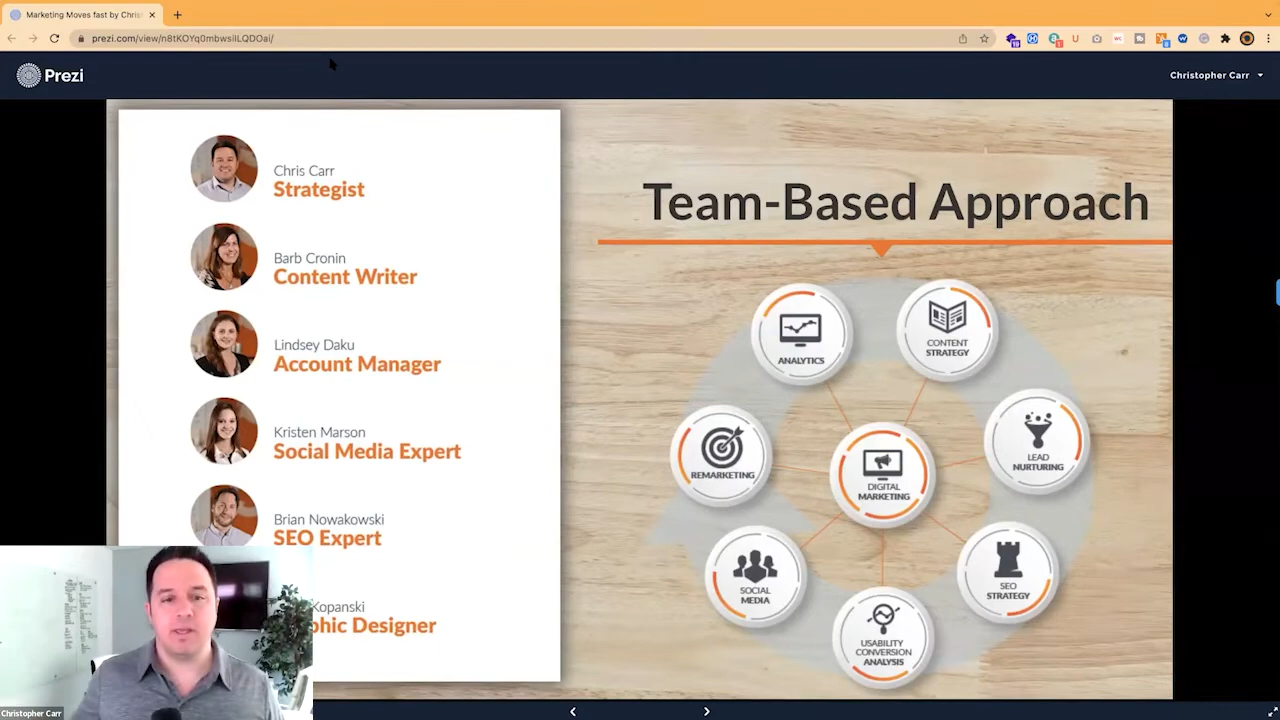 Marketing Moves fast by Chris
prezi.com/view/n8tKOYq0mbwsilLQDOai/
Prezi
Christopher Carr
Chris Carr
Strategist
Barb Cronin
Content Writer
Lindsey Daku
Account Manager
Kristen Marson
Social Media Expert
Brian Nowakowski
SEO Expert
Kopanski
phic Designer
Team-Based Approach
ANALYTICS
CONTENT
STRATEGY
REMARKETING
LEAD
NURTURING
DIGITAL
MARKETING
SOCIAL
MEDIA
SEO
STRATEGY
USABILITY
CONVERSION
ANALYSIS
Christopher Carr